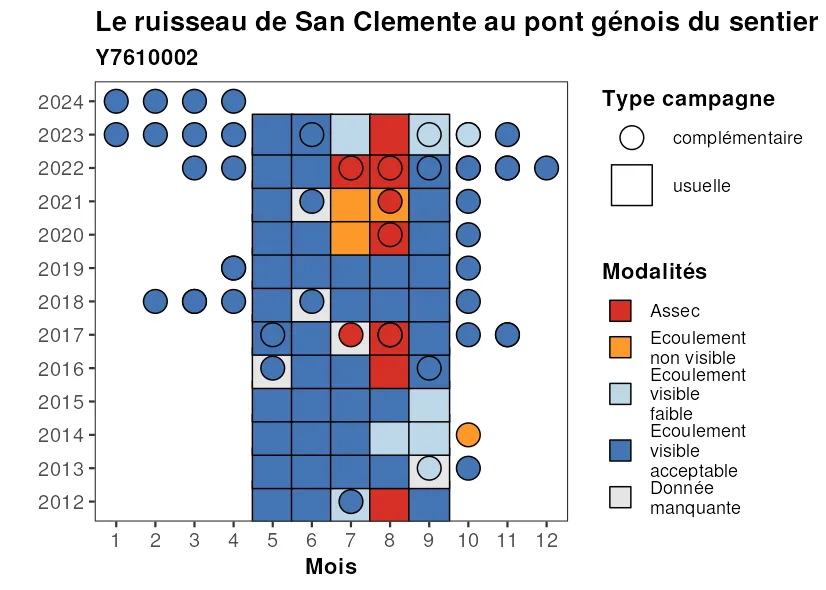 Le ruisseau de San Clemente au pont génois du sentier
Y7610002
2024
2023
2022
2021
2020
2019
2018
2017
2016
2015
2014
2013
2012
1 2 3 4 5 6 7 8 9 10 11 12
Mois
Type campagne
complémentaire
usuelle
Modalités
Assec
Ecoulement
non visible
Ecoulement
visible
faible
Ecoulement
visible
acceptable
Donnée
manquante